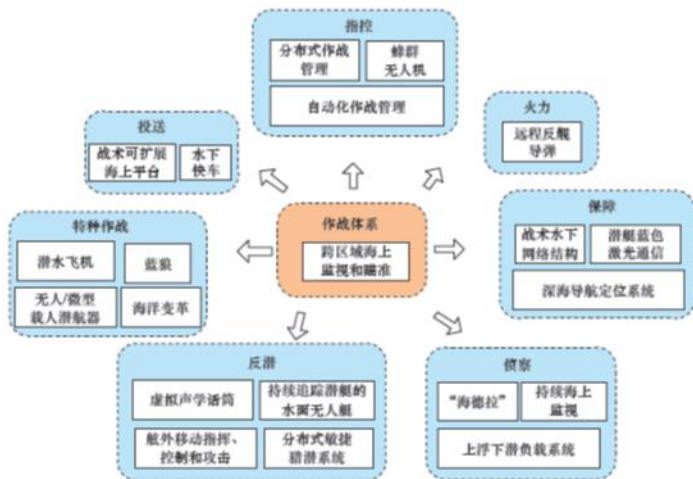 指控
分布式作战
管理
蜂群
无人机
自动化作战管理
投送
战术可扩展
海上平台
水下
快车
火力
远程反舰
导弹
特种作战
潜水飞机
蓝狼
无人/微型
载人潜航器
海洋变革
作战体系
跨区域海上
监视和瞄准
保障
战术水下
网络结构
潜艇蓝色
激光通信
深海导航定位系统
反潜
虚拟声学话筒
持续追踪潜艇的
水面无人艇
舷外移动指挥、
控制和攻击
分布式敏捷
猎潜系统
侦察
“海德拉”
持续海上
监视
上浮下潜负载系统